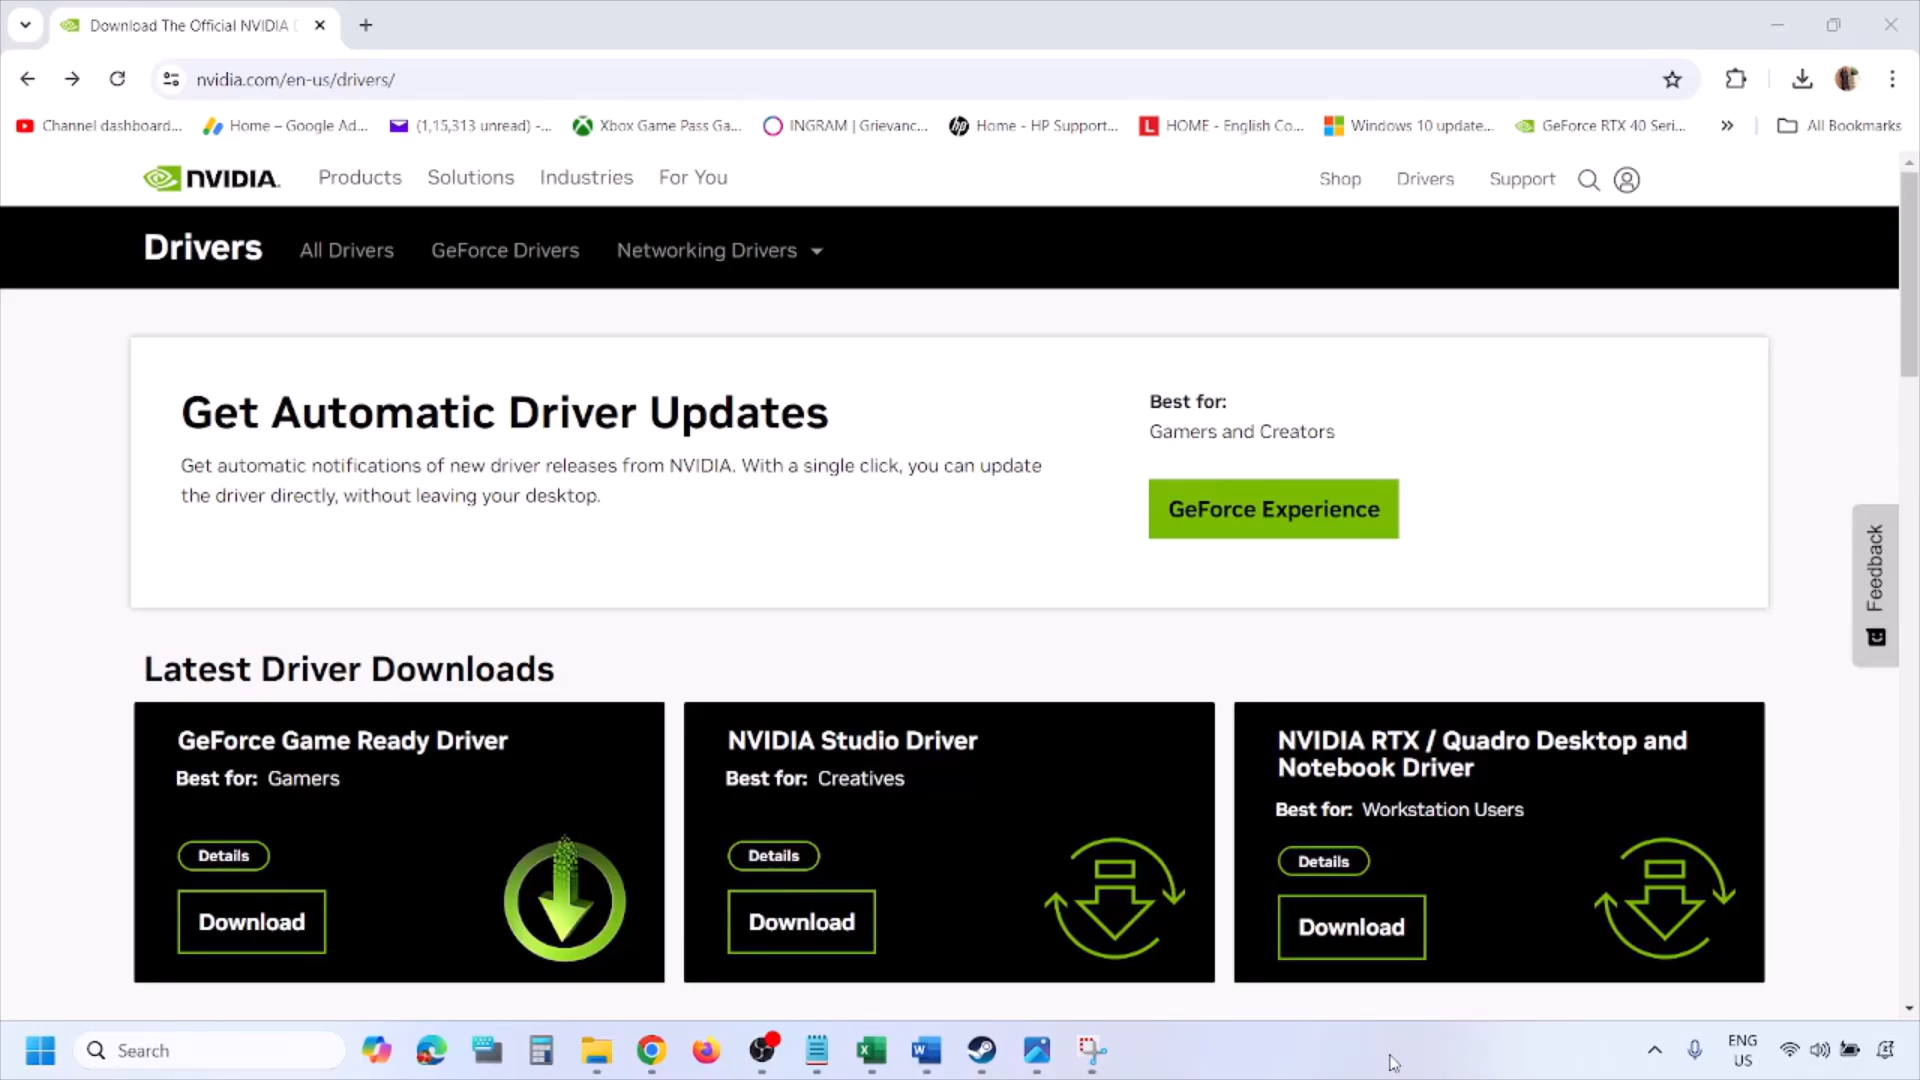 Download The Official NVIDIA D
nvidia.com/en-us/drivers/
Channel dashboard...
Home – Google Ad...
(1,15,313 unread) -...
Xbox Game Pass Ga...
INGRAM | Grievanc...
Home - HP Support...
HOME - English Co...
Windows 10 update...
GeForce RTX 40 Seri...
All Bookmarks
NVIDIA.
Products
Solutions
Industries
For You
Shop
Drivers
Support
Drivers
All Drivers
GeForce Drivers
Networking Drivers
Get Automatic Driver Updates
Get automatic notifications of new driver releases from NVIDIA. With a single click, you can update
the driver directly, without leaving your desktop.
Best for:
Gamers and Creators
GeForce Experience
Feedback
Latest Driver Downloads
GeForce Game Ready Driver
Best for: Gamers
Details
Download
NVIDIA Studio Driver
Best for: Creatives
Details
Download
NVIDIA RTX / Quadro Desktop and
Notebook Driver
Best for: Workstation Users
Details
Download
Search
ENG
US